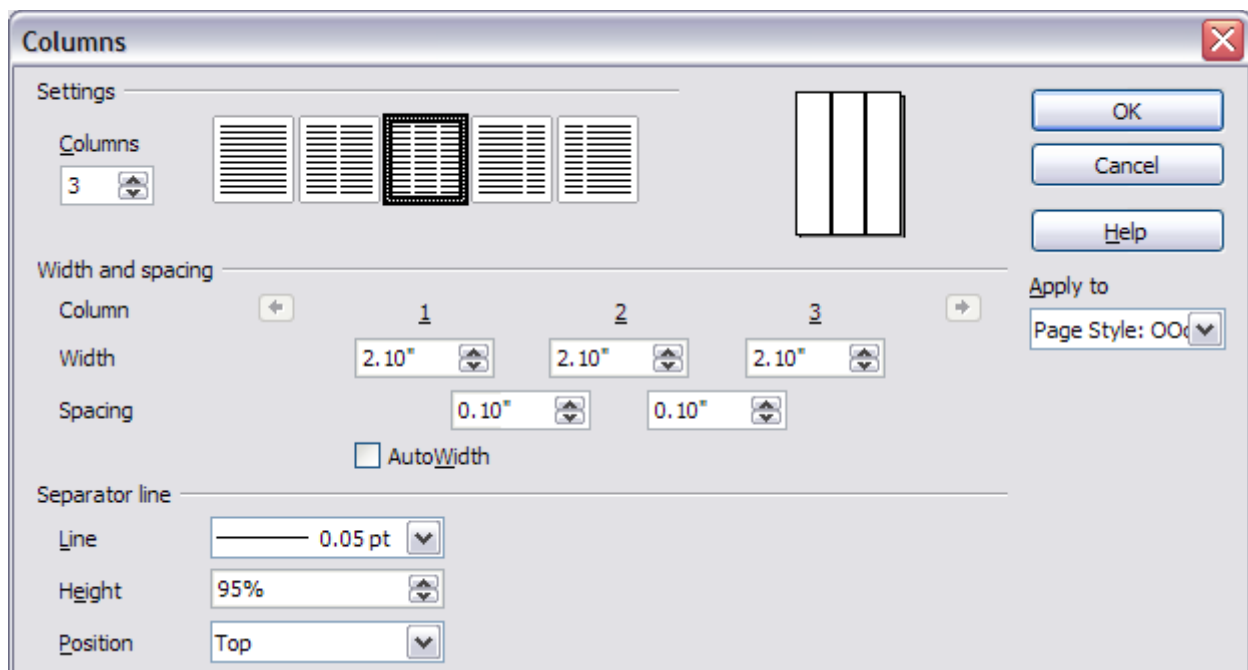 Columns
Settings
Columns
3
OK
Cancel
Help
Width and spacing
Column 1 2 3
Apply to
Page Style: OO
Width 2.10" 2.10" 2.10"
Spacing 0.10" 0.10"
AutoWidth
Separator line
Line 0.05 pt
Height 95%
Position Top